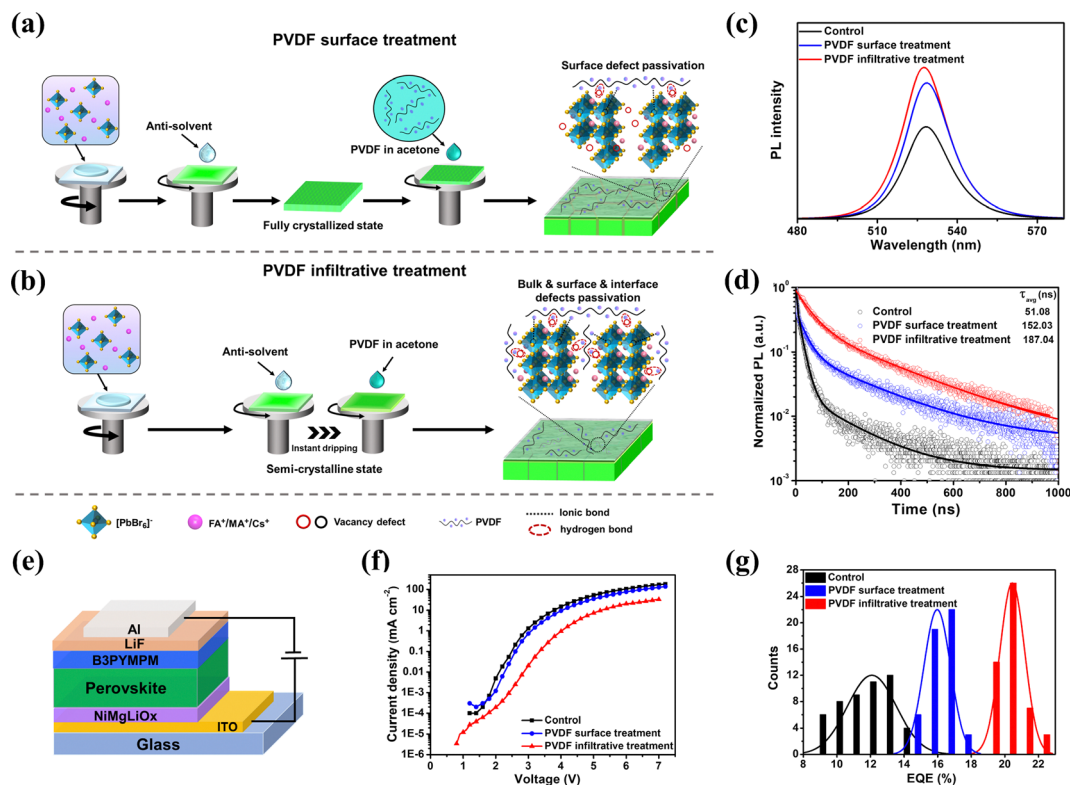 (a)
PVDF surface treatment
Anti-solvent
PVDF in acetone
Fully crystallized state
Surface defect passivation
(b)
PVDF infiltrative treatment
Anti-solvent
PVDF in acetone
Instant dripping
Semi-crystalline state
Bulk & surface & interface
defects passivation
[PbBr6]-
FA+/MA+/Cs+
Vacancy defect
PVDF
Ionic bond
hydrogen bond
(c)
Control
PVDF surface treatment
PVDF infiltrative treatment
PL intensity
480 510 540 570
Wavelength (nm)
(d)
τavg (ns)
Control 51.08
PVDF surface treatment 152.03
PVDF infiltrative treatment 187.04
Normalized PL (a.u.)
10^0
10^-1
10^-2
10^-3
0 200 400 600 800 1000
Time (ns)
(e)
Al
LiF
B3PYMPM
Perovskite
NiMgLiOx
ITO
Glass
(f)
Current density (mA cm−2)
100
10
1
0.1
0.01
1E-3
1E-4
1E-5
1E-6
Control
PVDF surface treatment
PVDF infiltrative treatment
0 1 2 3 4 5 6 7
Voltage (V)
(g)
Control
PVDF surface treatment
PVDF infiltrative treatment
Counts
28
24
20
16
12
8
4
0
8 10 12 14 16 18 20 22
EQE (%)